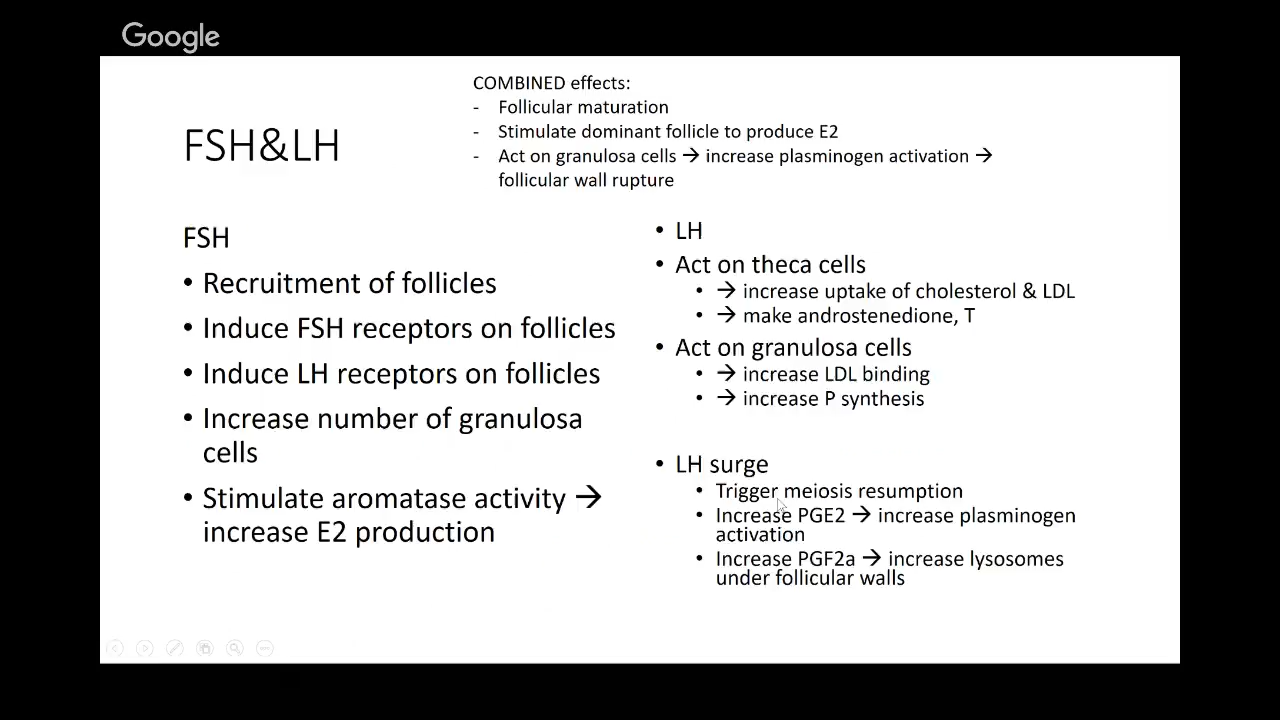 Google
COMBINED effects:
- Follicular maturation
- Stimulate dominant follicle to produce E2
- Act on granulosa cells → increase plasminogen activation →
follicular wall rupture
FSH&LH
FSH
• Recruitment of follicles
• Induce FSH receptors on follicles
• Induce LH receptors on follicles
• Increase number of granulosa
cells
• Stimulate aromatase activity →
increase E2 production
• LH
• Act on theca cells
• → increase uptake of cholesterol & LDL
• → make androstenedione, T
• Act on granulosa cells
• → increase LDL binding
• → increase P synthesis
• LH surge
• Trigger meiosis resumption
• Increase PGE2 → increase plasminogen
activation
• Increase PGF2a → increase lysosomes
under follicular walls